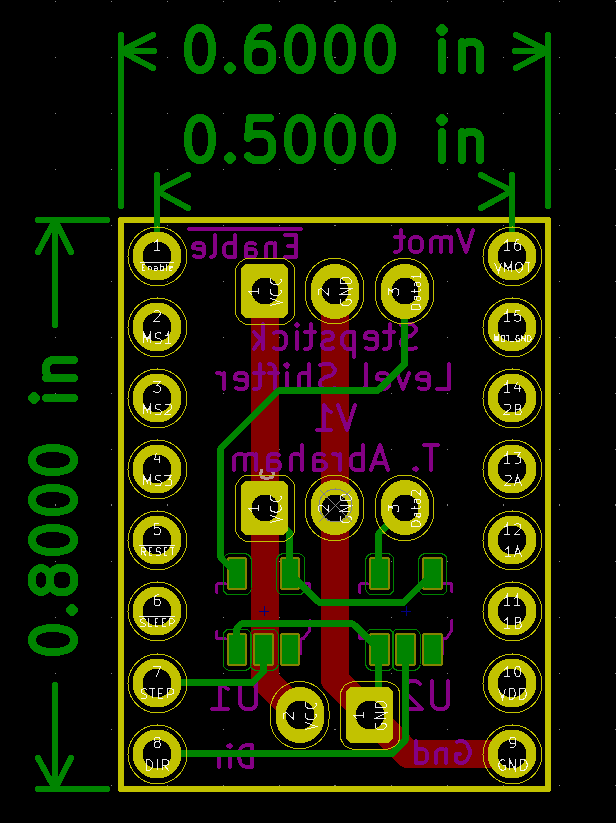 0.6000 in
0.5000 in
0.8000 in
Enable
Vmot
1
Enable
16
VMOT
1
VCC
2
GND
3
Data1
2
MS1
15
Stepstick
Level Shifter
V1
T. Abraham
3
MS2
14
2B
4
MS3
13
2A
1
VCC
2
GND
3
Data2
5
RESET
12
1A
6
SLEEP
11
1B
7
STEP
10
VDD
U1
U2
2
VCC
1
GND
8
DIR
Dir
Gnd
9
GND